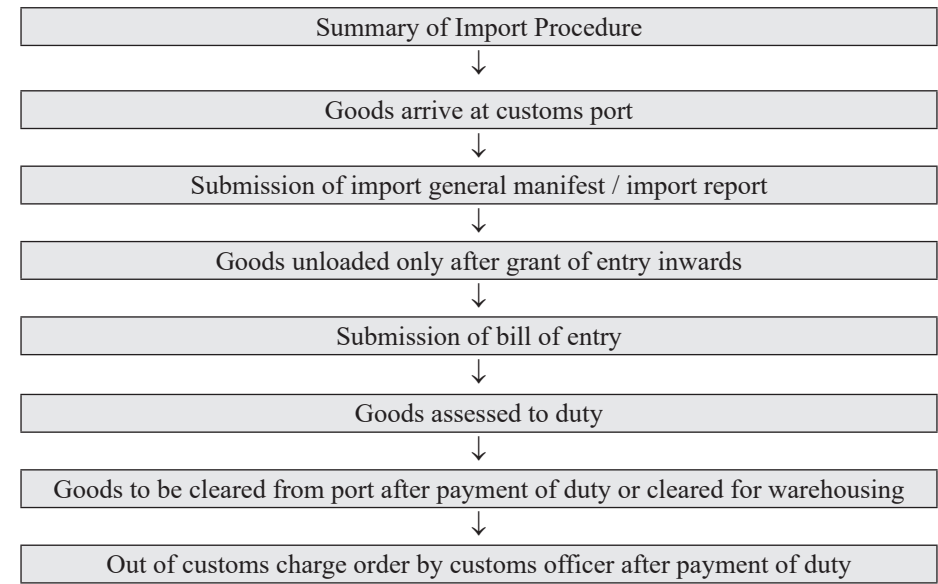 Summary of Import Procedure
Goods arrive at customs port
Submission of import general manifest / import report
Goods unloaded only after grant of entry inwards
Submission of bill of entry
Goods assessed to duty
Goods to be cleared from port after payment of duty or cleared for warehousing
Out of customs charge order by customs officer after payment of duty